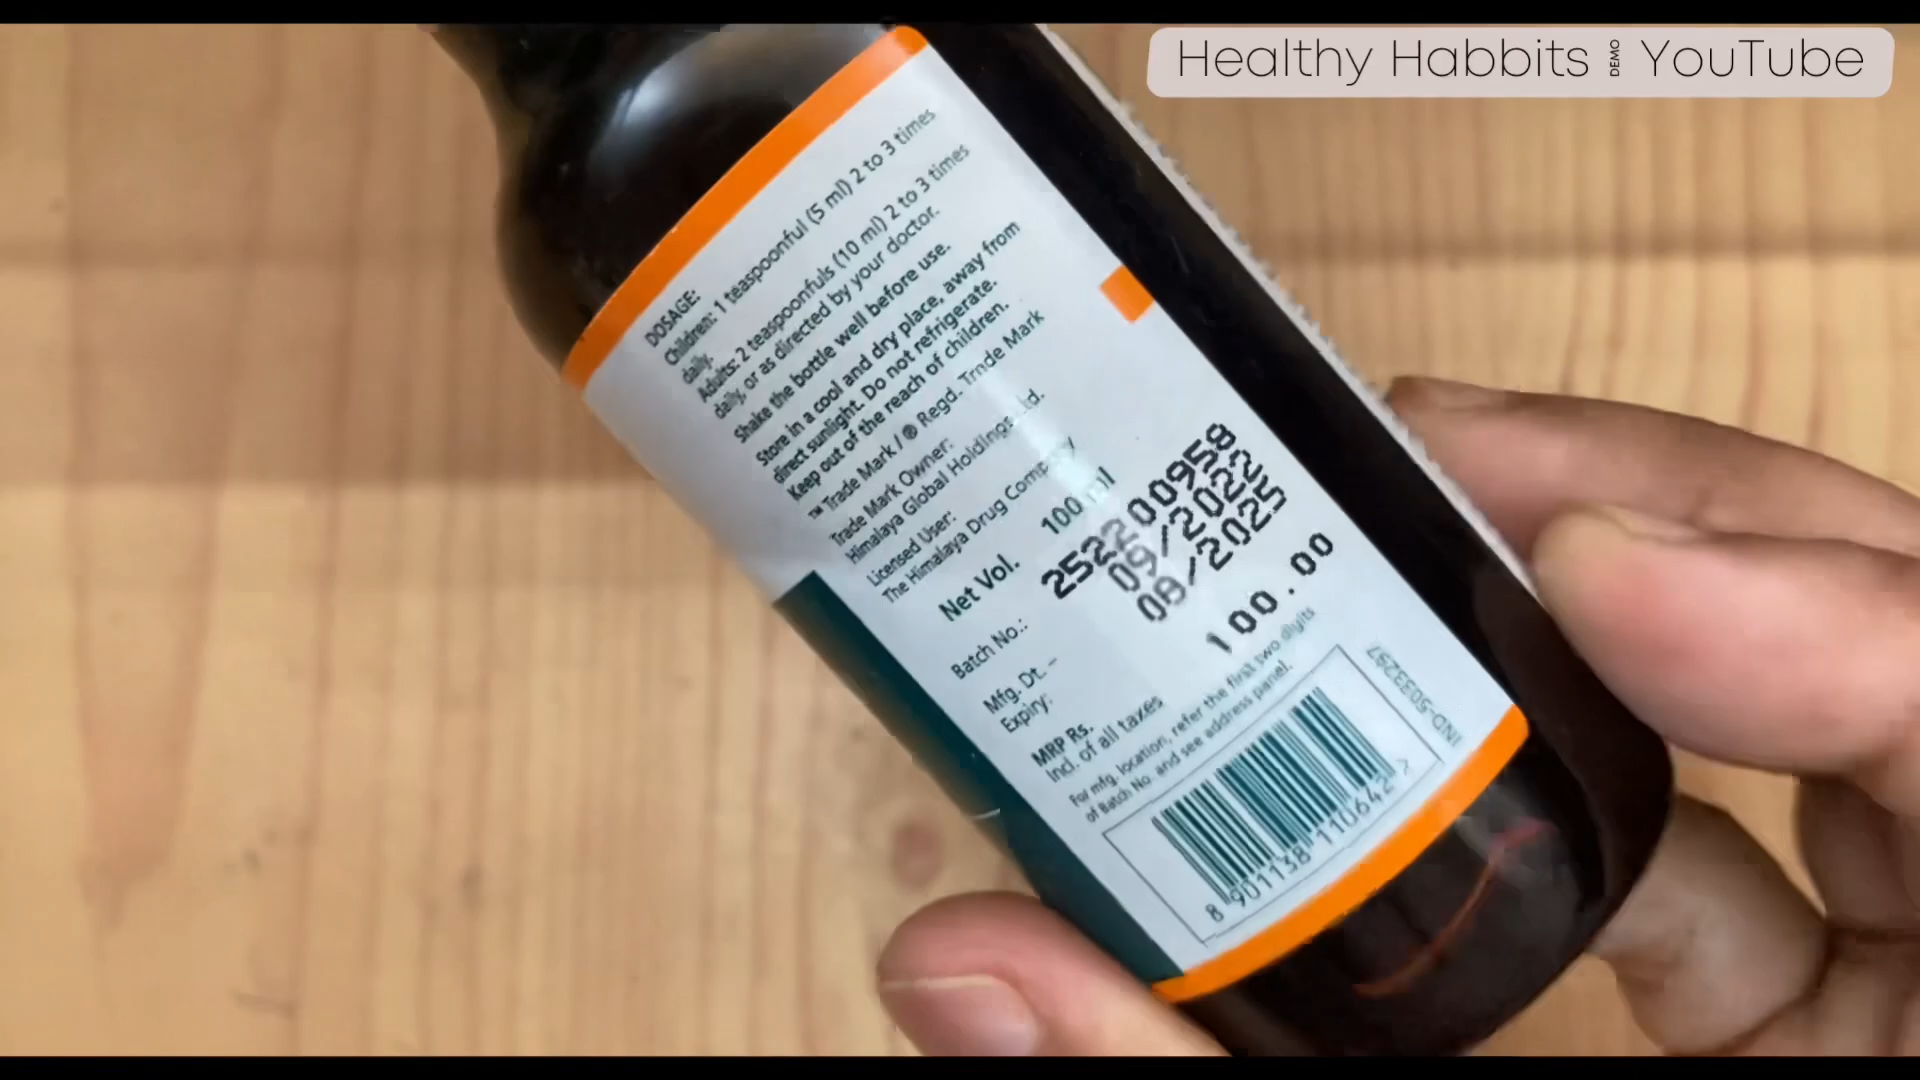 Healthy Habbits DEMO YouTube
DOSAGE:
Children: 1 teaspoonful (5 ml) 2 to 3 times
daily.
Adults: 2 teaspoonfuls (10 ml) 2 to 3 times
daily, or as directed by your doctor.
Shake the bottle well before use.
Store in a cool and dry place, away from
direct sunlight. Do not refrigerate.
Keep out of the reach of children.
™ Trade Mark / ® Regd. Trade Mark
Trade Mark Owner:
Himalaya Global Holdings Ltd.
Licensed User:
The Himalaya Drug Company
Net Vol. 100 ml
Batch No.: 252200958
Mfg. Dt. - 09/2022
Expiry: 08/2025
MRP Rs. 100.00
Incl. of all taxes
For mfg. location, refer the first two digits
of Batch No. and see address panel.
8 901138 110642 >
IND-5033297